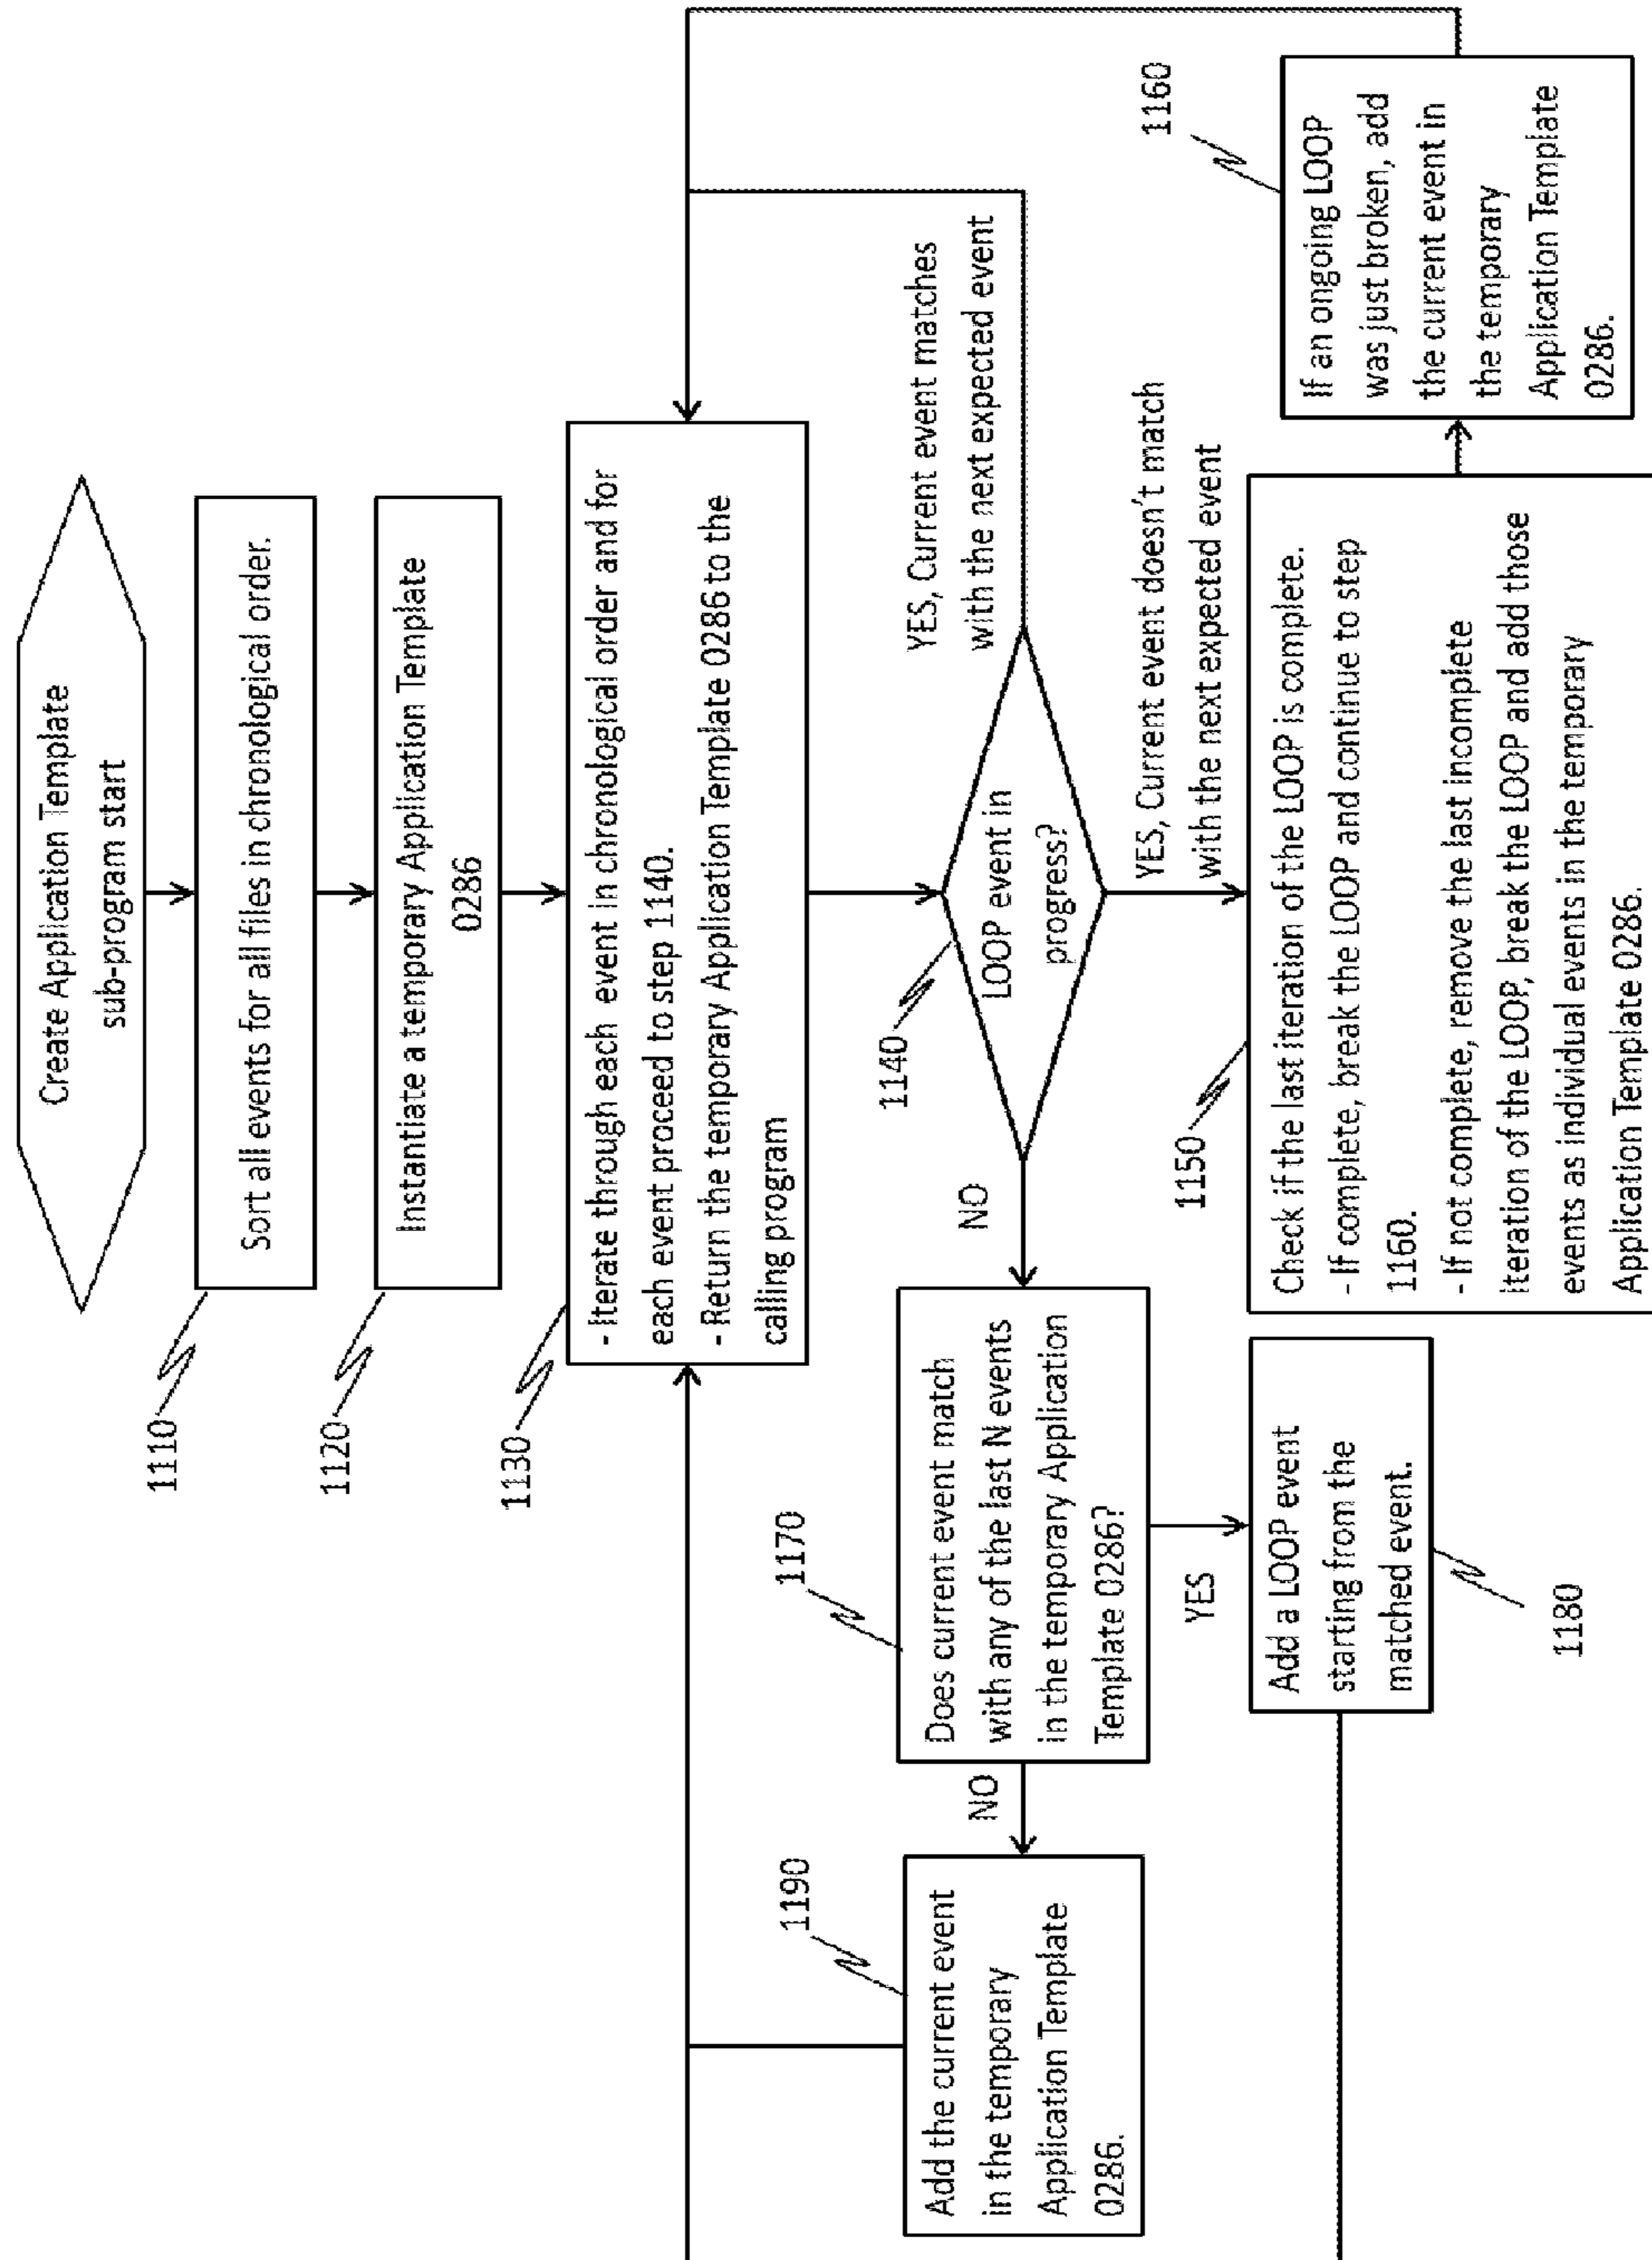 Create Application Template
sub-program start
1110
Sort all events for all files in chronological order.
1120
Instantiate a temporary Application Template
0286
1130
- Iterate through each event in chronological order and for
each event proceed to step 1140.
- Return the temporary Application Template 0286 to the
calling program
1140
LOOP event in
progress?
YES, Current event matches
with the next expected event
NO
YES, Current event doesn't match
with the next expected event
1150
Check if the last iteration of the LOOP is complete.
- If complete, break the LOOP and continue to step
1160.
- If not complete, remove the last incomplete
iteration of the LOOP, break the LOOP and add those
events as individual events in the temporary
Application Template 0286.
1160
If an ongoing LOOP
was just broken, add
the current event in
the temporary
Application Template
0286.
1170
Does current event match
with any of the last N events
in the temporary Application
Template 0286?
NO
YES
1180
Add a LOOP event
starting from the
matched event.
1190
Add the current event
in the temporary
Application Template
0286.